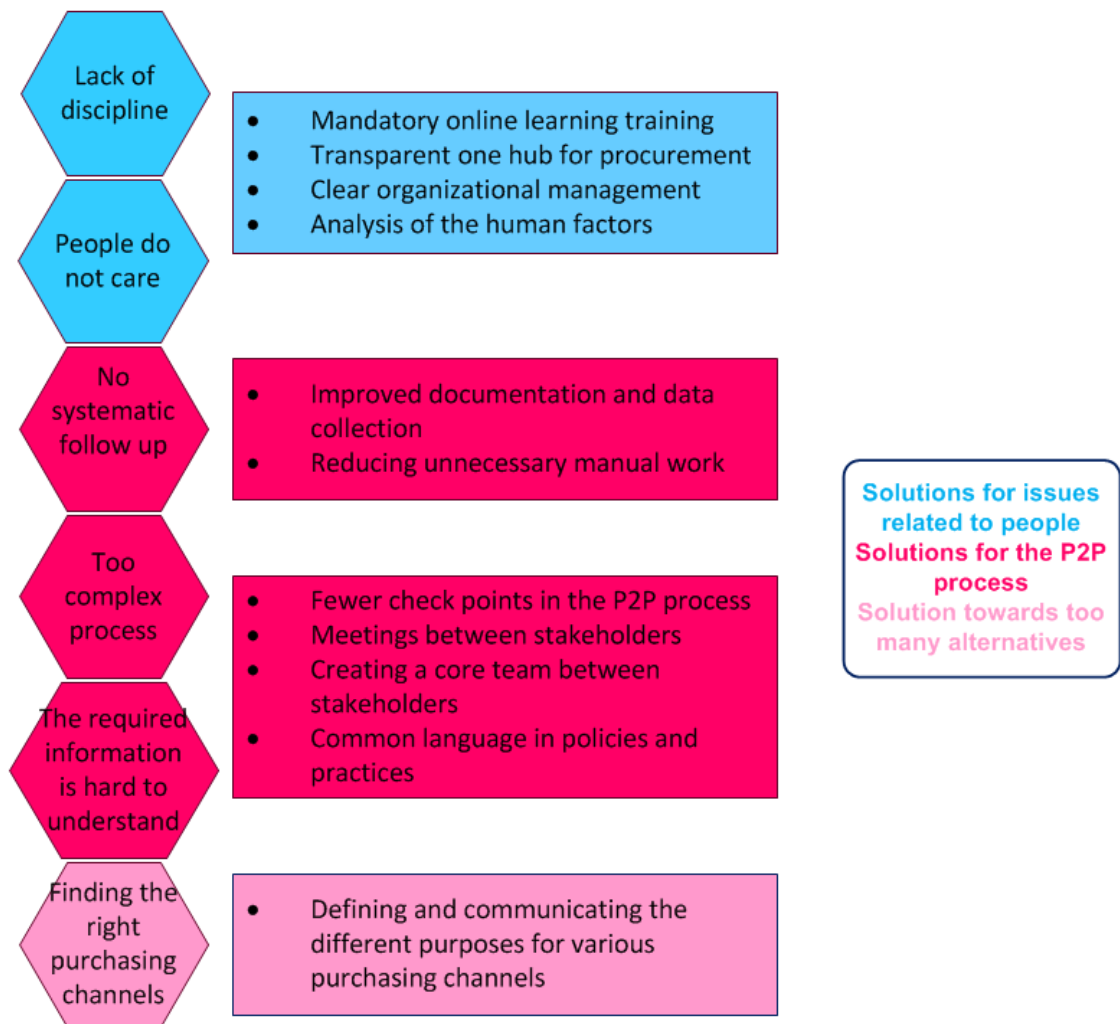 Lack of
discipline
• Mandatory online learning training
• Transparent one hub for procurement
• Clear organizational management
• Analysis of the human factors
People do
not care
No
systematic
follow up
• Improved documentation and data
collection
• Reducing unnecessary manual work
Too
complex
process
• Fewer check points in the P2P process
• Meetings between stakeholders
• Creating a core team between
stakeholders
• Common language in policies and
practices
The required
information
is hard to
understand
Finding the
right
purchasing
channels
• Defining and communicating the
different purposes for various
purchasing channels
Solutions for issues
related to people
Solutions for the P2P
process
Solution towards too
many alternatives